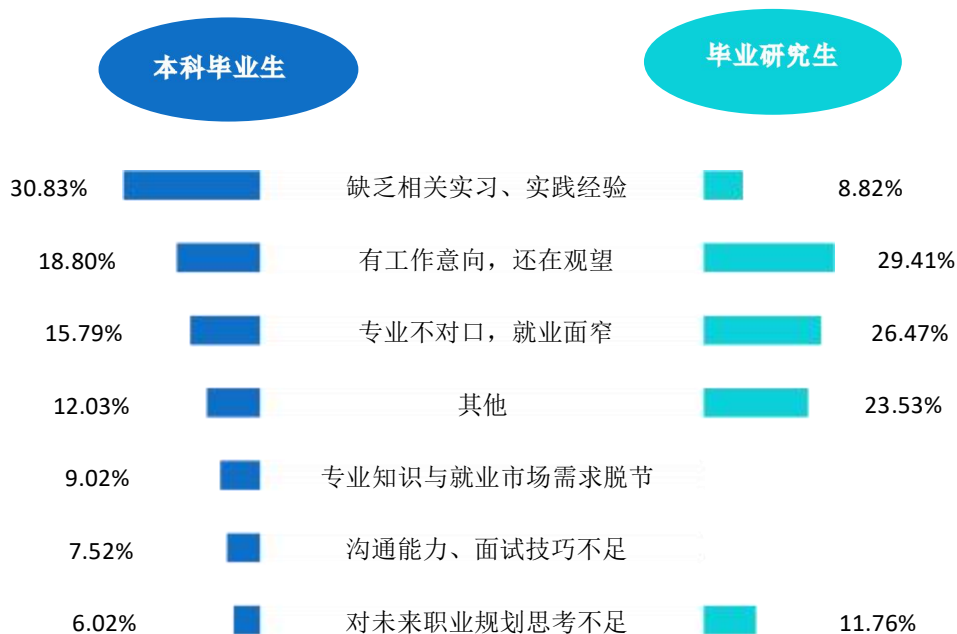 本科毕业生 毕业研究生
30.83% 缺乏相关实习、实践经验 8.82%
18.80% 有工作意向，还在观望 29.41%
15.79% 专业不对口，就业面窄 26.47%
12.03% 其他 23.53%
9.02% 专业知识与就业市场需求脱节
7.52% 沟通能力、面试技巧不足
6.02% 对未来职业规划思考不足 11.76%